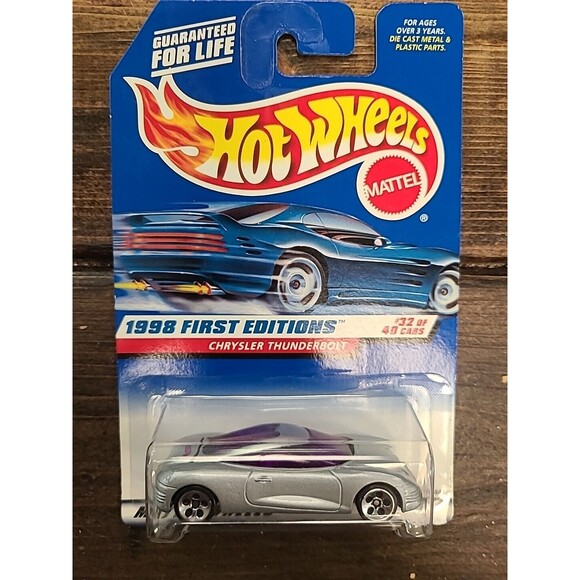 GUARANTEED
FOR LIFE
FOR AGES
OVER 3 YEARS.
DIE CAST METAL &
PLASTIC PARTS.
HOT WHEELS
MATTEL
®
1998 FIRST EDITIONS™
#32 OF
40 CARS
CHRYSLER THUNDERBOLT